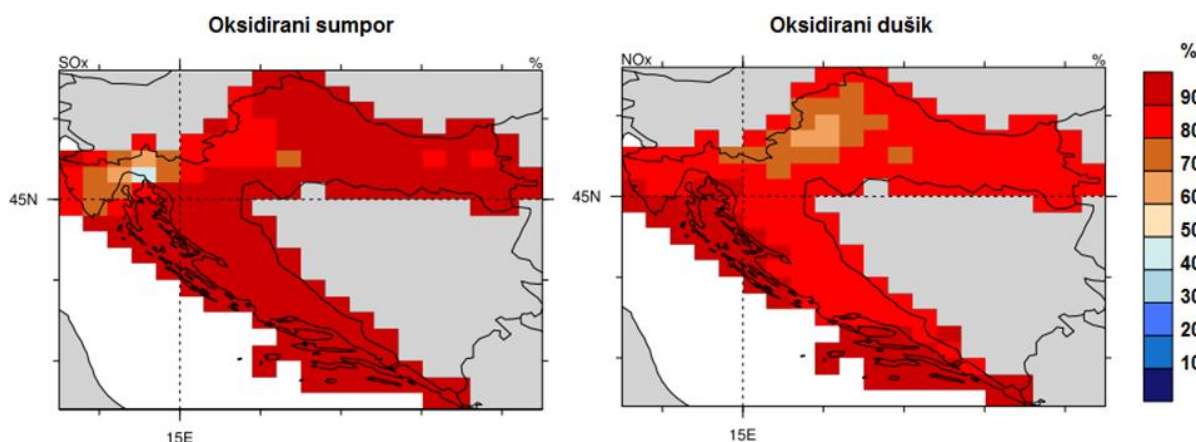 Oksidirani sumpor
SOx
%
45N
15E
Oksidirani dušik
NOx
%
45N
15E
%
90
80
70
60
50
40
30
20
10